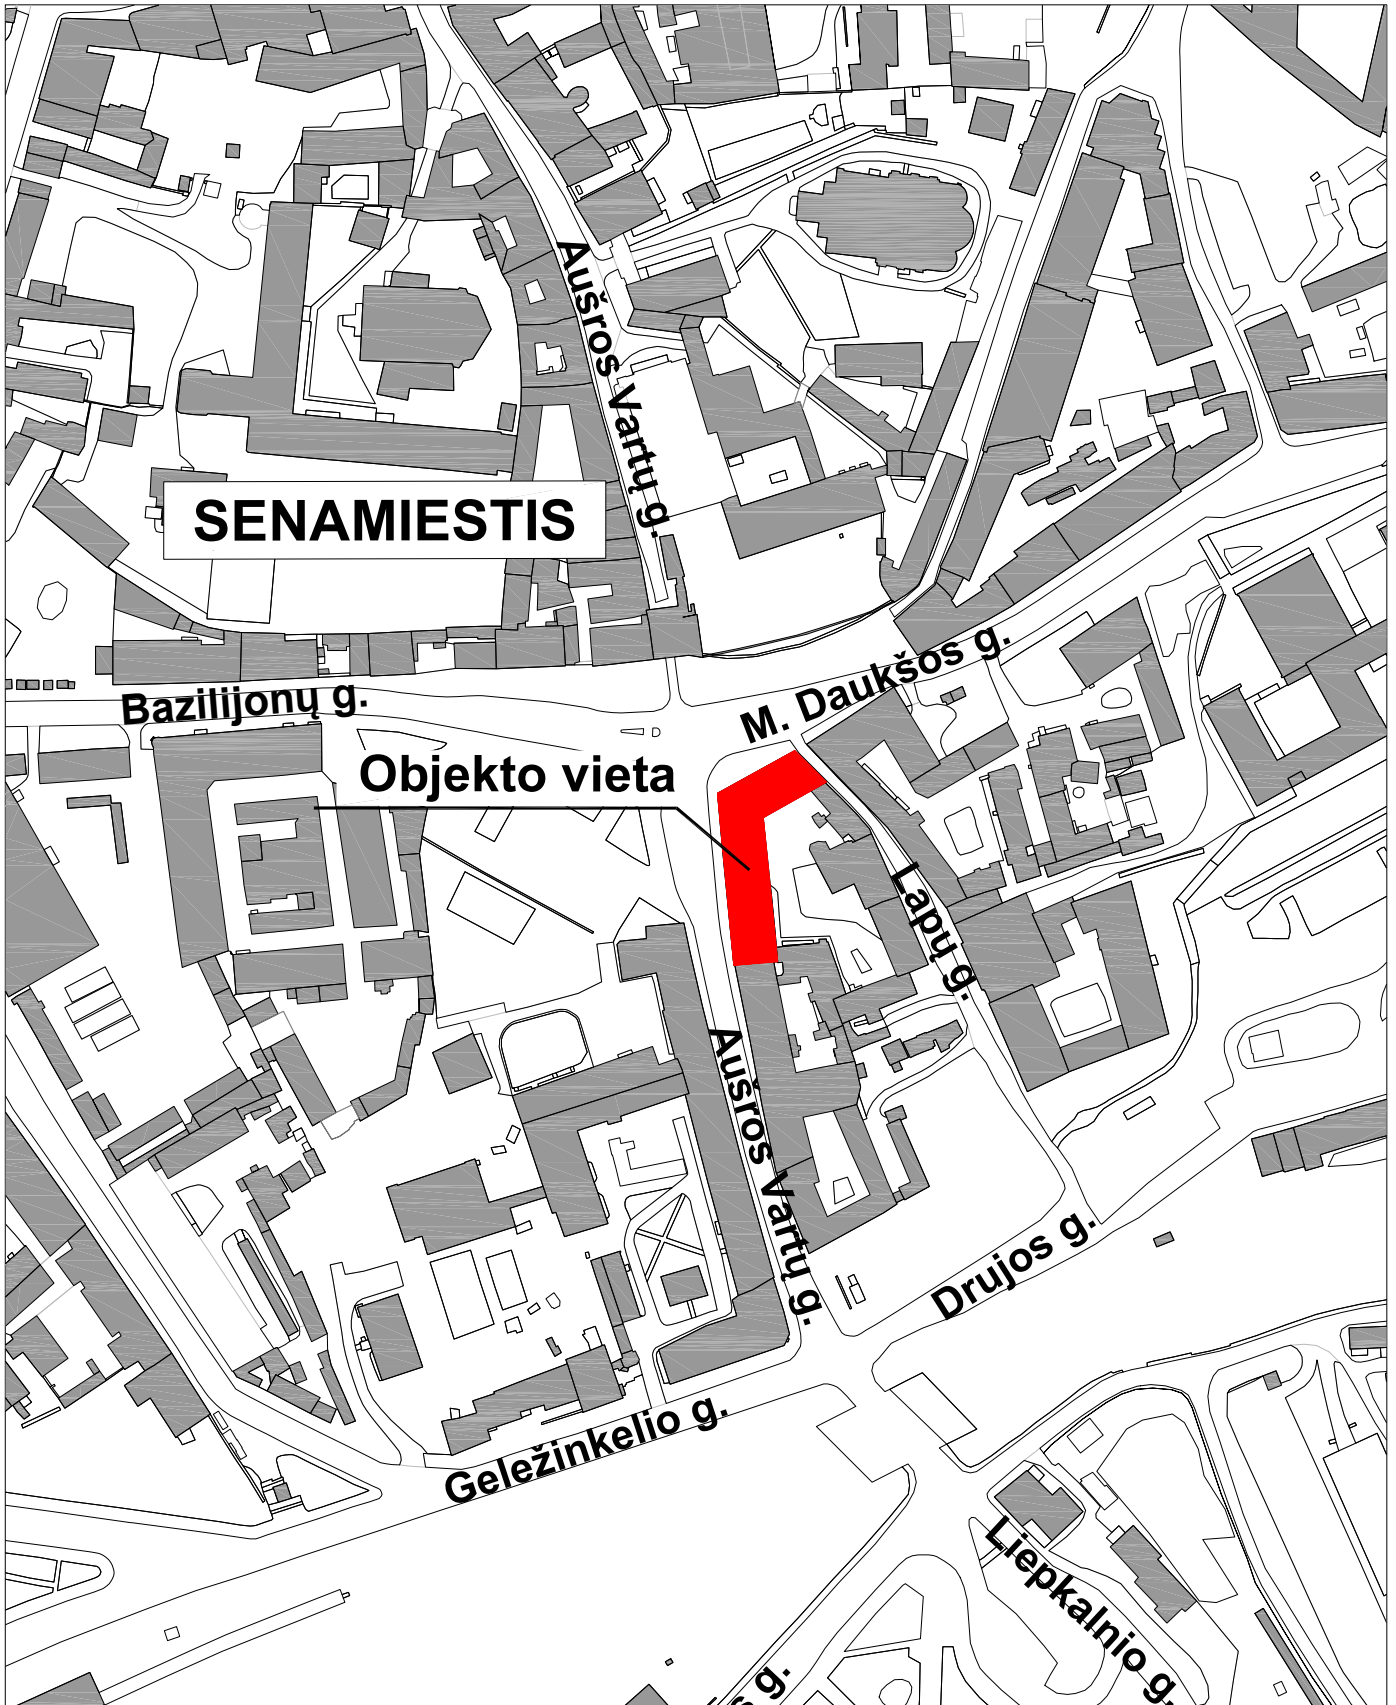 Aušros Vartų g.
SENAMIESTIS
M. Daukšos g.
Bazilijonų g.
Objekto vieta
Lapų g.
Aušros Vartų g.
Drujos g.
Geležinkelio g.
Liepkalnio g.
g.